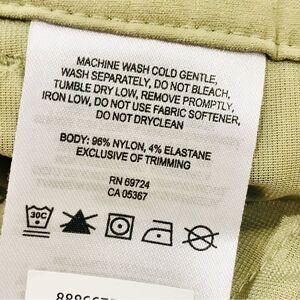 MACHINE WASH COLD GENTLE,
WASH SEPARATELY, DO NOT BLEACH,
TUMBLE DRY LOW, REMOVE PROMPTLY,
IRON LOW, DO NOT USE FABRIC SOFTENER,
DO NOT DRYCLEAN
BODY: 96% NYLON, 4% ELASTANE
EXCLUSIVE OF TRIMMING
RN 69724
CA 05367
30C